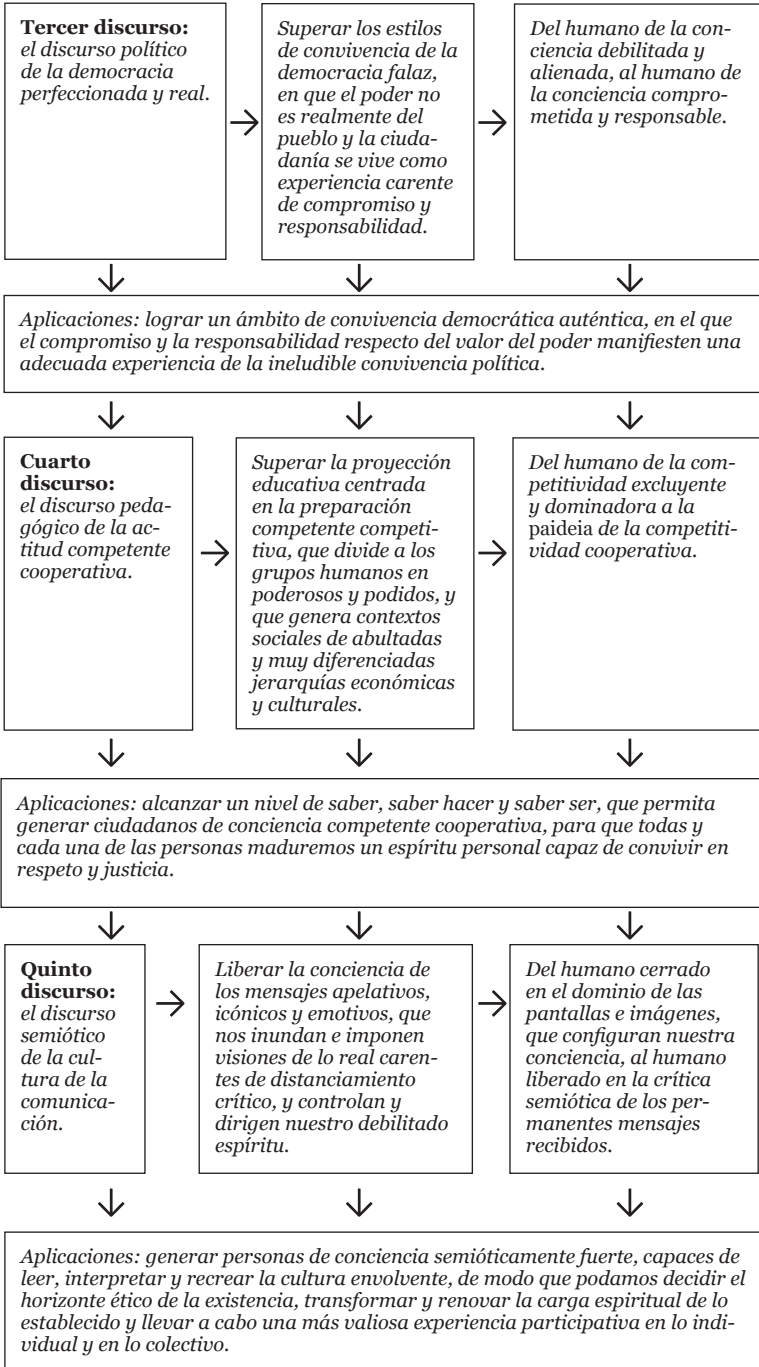 Tercer discurso:
el discurso político
de la democracia
perfeccionada y real.
Superar los estilos
de convivencia de la
democracia falaz,
en que el poder no
es realmente del
pueblo y la ciuda-
danía se vive como
experiencia carente
de compromiso y
responsabilidad.
Del humano de la con-
ciencia debilitada y
alienada, al humano de
la conciencia compro-
metida y responsable.
Aplicaciones: lograr un ámbito de convivencia democrática auténtica, en el que
el compromiso y la responsabilidad respecto del valor del poder manifiesten una
adecuada experiencia de la ineludible convivencia política.
Cuarto
discurso:
el discurso peda-
gógico de la ac-
titud competente
cooperativa.
Superar la proyección
educativa centrada
en la preparación
competente competi-
tiva, que divide a los
grupos humanos en
poderosos y podidos, y
que genera contextos
sociales de abultadas
y muy diferenciadas
jerarquías económicas
y culturales.
Del humano de la com-
petitividad excluyente
y dominadora a la
paideia de la competiti-
vidad cooperativa.
Aplicaciones: alcanzar un nivel de saber, saber hacer y saber ser, que permita
generar ciudadanos de conciencia competente cooperativa, para que todas y
cada una de las personas maduremos un espíritu personal capaz de convivir en
respeto y justicia.
Quinto
discurso:
el discurso
semiótico
de la cul-
tura de la
comunica-
ción.
Liberar la conciencia de
los mensajes apelativos,
icónicos y emotivos, que
nos inundan e imponen
visiones de lo real caren-
tes de distanciamiento
crítico, y controlan y
dirigen nuestro debilitado
espíritu.
Del humano cerrado
en el dominio de las
pantallas e imágenes,
que configuran nuestra
conciencia, al humano
liberado en la crítica
semiótica de los per-
manentes mensajes
recibidos.
Aplicaciones: generar personas de conciencia semióticamente fuerte, capaces de
leer, interpretar y recrear la cultura envolvente, de modo que podamos decidir el
horizonte ético de la existencia, transformar y renovar la carga espiritual de lo
establecido y llevar a cabo una más valiosa experiencia participativa en lo indi-
vidual y en lo colectivo.